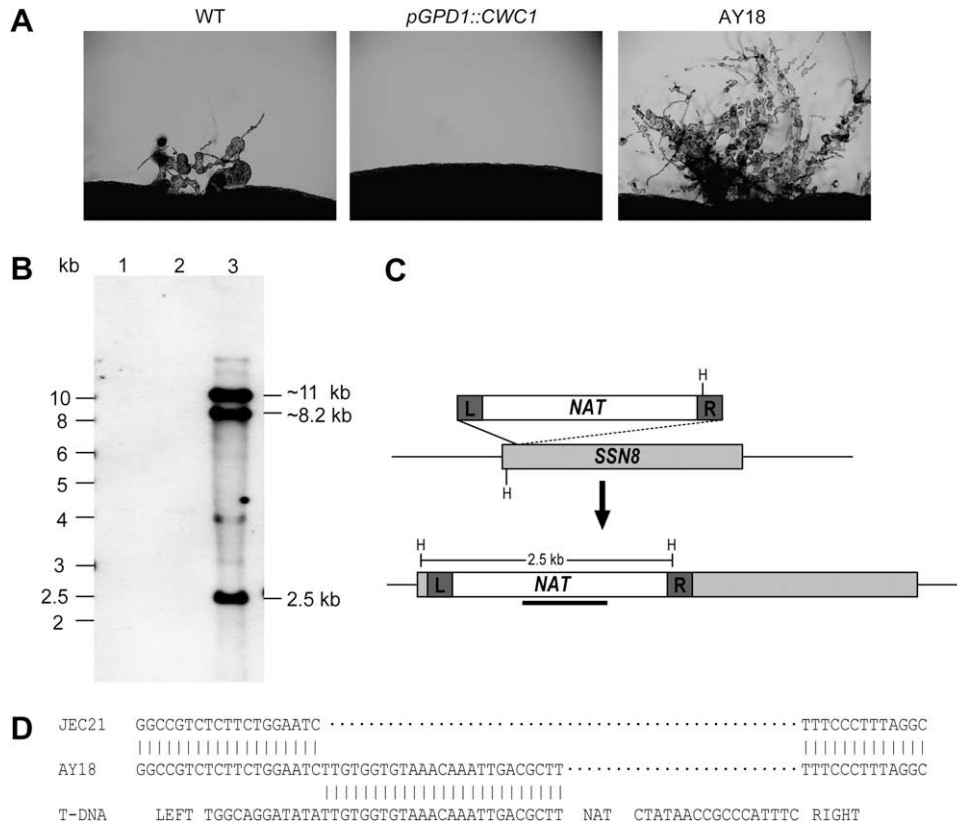 A
WT
pGPD1::CWC1
AY18
B
kb 1 2 3
10
8
6
5
4
3
2.5
2
~11 kb
~8.2 kb
2.5 kb
C
H
L NAT R
SSN8
H
H 2.5 kb H
L NAT R
D
JEC21 GGCCGTCTCTTCTGGAATC ················································ TTTCCCTTTAGGC
AY18 GGCCGTCTCTTCTGGAATCTTGTGGTGTAAACAAATTGACGCTT························ TTTCCCTTTAGGC
T-DNA LEFT TGGCAGGATATATTGTGGTGTAAACAAATTGACGCTT NAT CTATAACCGCCCATTTC RIGHT